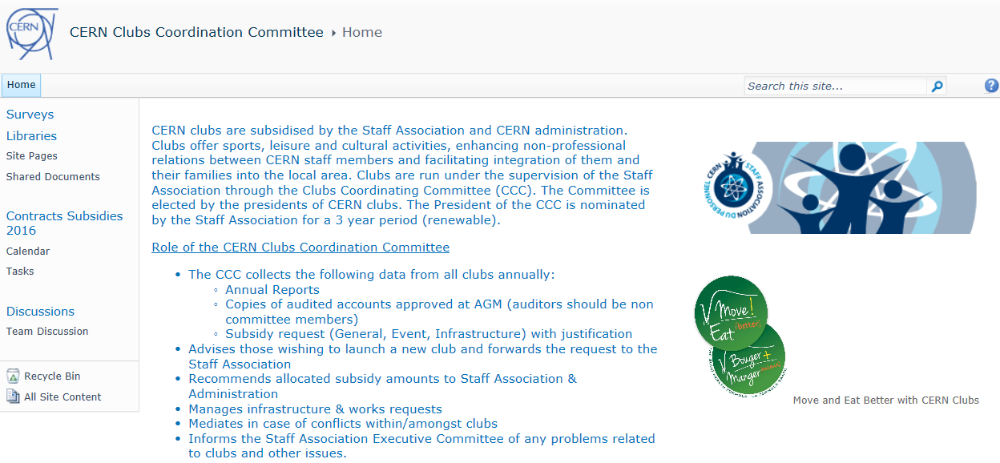 CERN
CERN Clubs Coordination Committee ▸ Home
Home
Search this site...
?
Surveys
Libraries
Site Pages
Shared Documents
Contracts Subsidies
2016
Calendar
Tasks
Discussions
Team Discussion
Recycle Bin
All Site Content
CERN clubs are subsidised by the Staff Association and CERN administration.
Clubs offer sports, leisure and cultural activities, enhancing non-professional
relations between CERN staff members and facilitating integration of them and
their families into the local area. Clubs are run under the supervision of the Staff
Association through the Clubs Coordinating Committee (CCC). The Committee is
elected by the presidents of CERN clubs. The President of the CCC is nominated
by the Staff Association for a 3 year period (renewable).
Role of the CERN Clubs Coordination Committee
• The CCC collects the following data from all clubs annually:
◦ Annual Reports
◦ Copies of audited accounts approved at AGM (auditors should be non
committee members)
◦ Subsidy request (General, Event, Infrastructure) with justification
• Advises those wishing to launch a new club and forwards the request to the
Staff Association
• Recommends allocated subsidy amounts to Staff Association &
Administration
• Manages infrastructure & works requests
• Mediates in case of conflicts within/amongst clubs
• Informs the Staff Association Executive Committee of any problems related
to clubs and other issues.
CERN STAFF ASSOCIATION
ASSOCIATION DU PERSONNEL
Move!
Eat (better)
Bouger +
Manger
Move and Eat Better with CERN Clubs